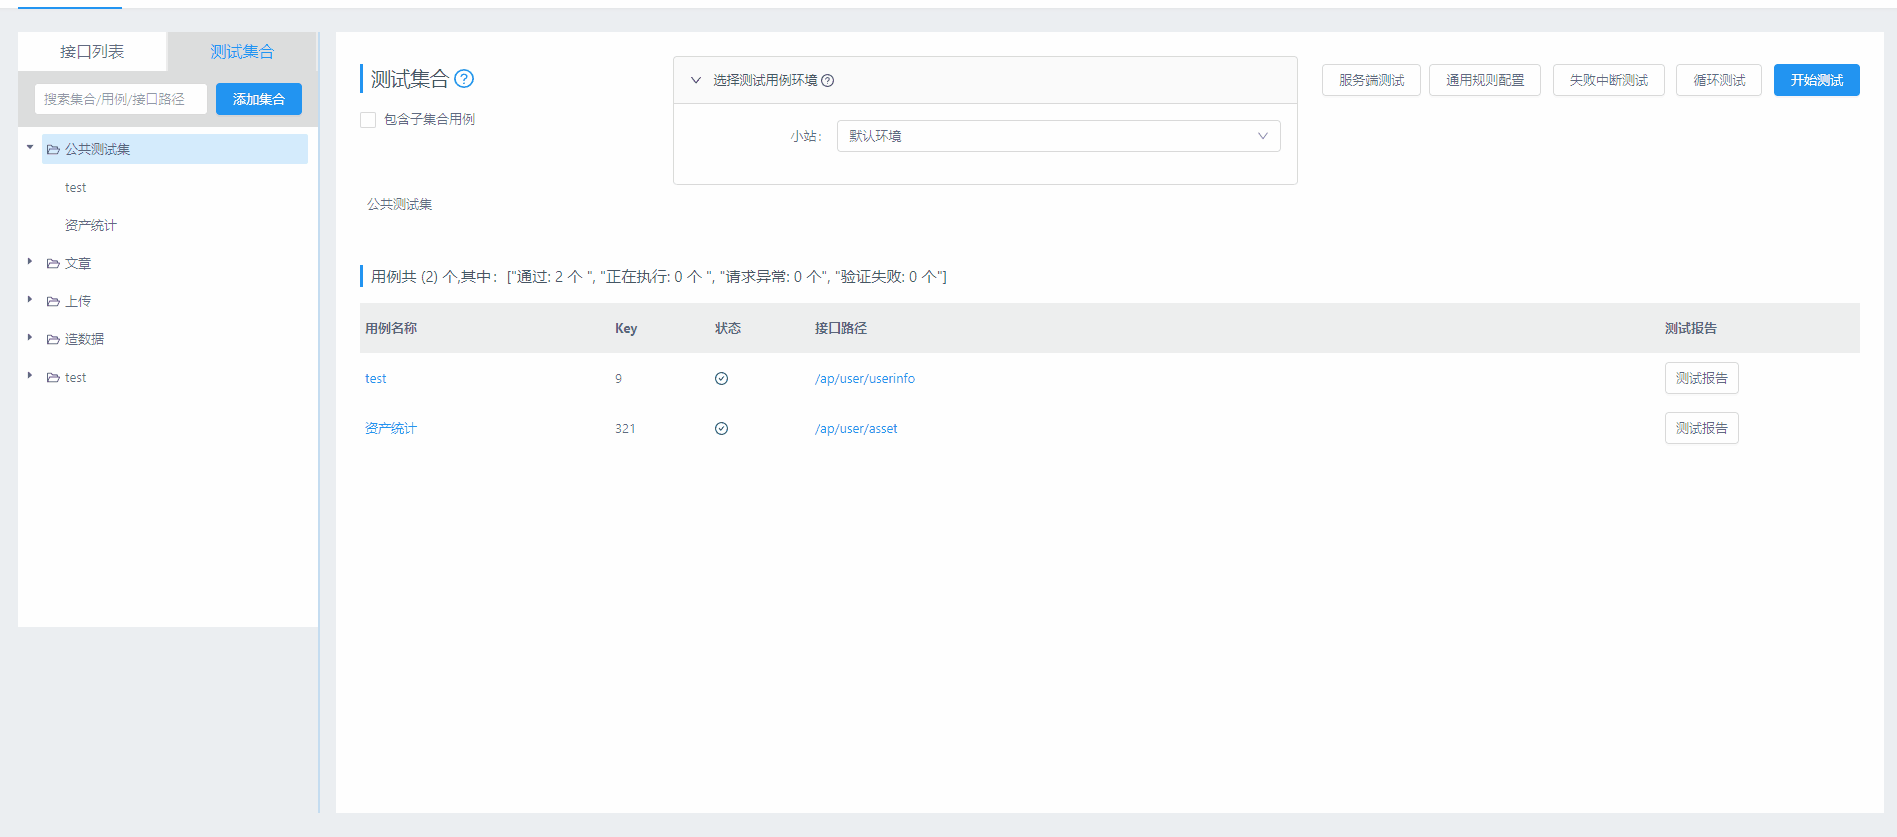 接口列表
测试集合
搜索集合/用例/接口路径
添加集合
公共测试集
test
资产统计
文章
上传
造数据
test
测试集合
包含子集合用例
选择测试用例环境
小站：
默认环境
服务端测试
通用规则配置
失败中断测试
循环测试
开始测试
公共测试集
用例共 (2) 个,其中：["通过: 2 个 ", "正在执行: 0 个 ", "请求异常: 0 个", "验证失败: 0 个"]
用例名称 Key 状态 接口路径 测试报告
test 9 /ap/user/userinfo 测试报告
资产统计 321 /ap/user/asset 测试报告